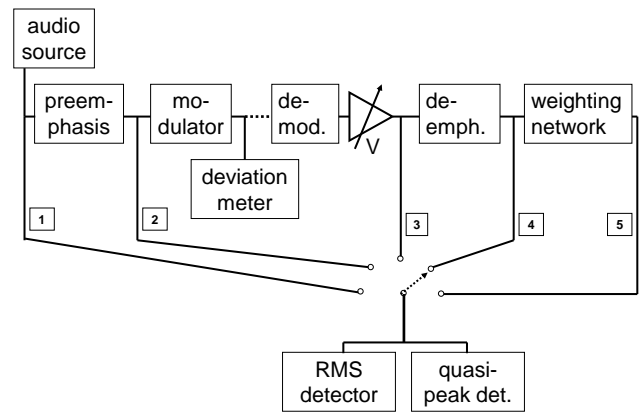 audio
source
preem-
phasis
mo-
dulator
de-
mod.
V
de-
emph.
weighting
network
deviation
meter
1
2
3
4
5
RMS
detector
quasi-
peak det.